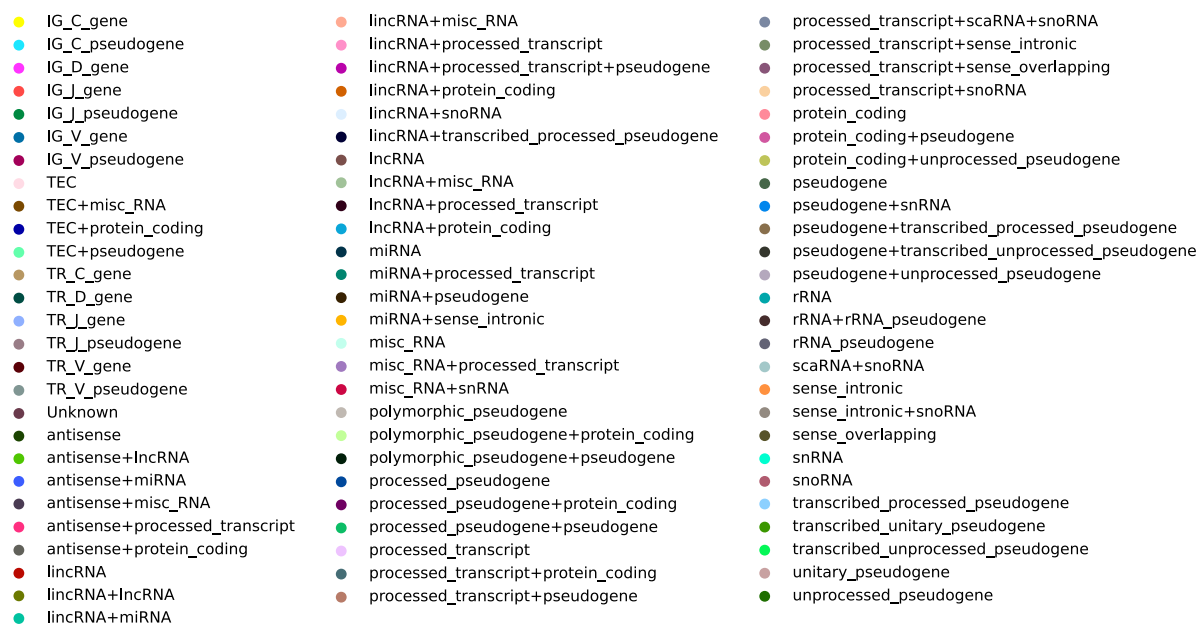 IG_C_gene
IG_C_pseudogene
IG_D_gene
IG_J_gene
IG_J_pseudogene
IG_V_gene
IG_V_pseudogene
TEC
TEC+misc_RNA
TEC+protein_coding
TEC+pseudogene
TR_C_gene
TR_D_gene
TR_J_gene
TR_J_pseudogene
TR_V_gene
TR_V_pseudogene
Unknown
antisense
antisense+lncRNA
antisense+miRNA
antisense+misc_RNA
antisense+processed_transcript
antisense+protein_coding
lincRNA
lincRNA+lncRNA
lincRNA+miRNA
lincRNA+misc_RNA
lincRNA+processed_transcript
lincRNA+processed_transcript+pseudogene
lincRNA+protein_coding
lincRNA+snoRNA
lincRNA+transcribed_processed_pseudogene
lncRNA
lncRNA+misc_RNA
lncRNA+processed_transcript
lncRNA+protein_coding
miRNA
miRNA+processed_transcript
miRNA+pseudogene
miRNA+sense_intronic
misc_RNA
misc_RNA+processed_transcript
misc_RNA+snRNA
polymorphic_pseudogene
polymorphic_pseudogene+protein_coding
polymorphic_pseudogene+pseudogene
processed_pseudogene
processed_pseudogene+protein_coding
processed_pseudogene+pseudogene
processed_transcript
processed_transcript+protein_coding
processed_transcript+pseudogene
processed_transcript+scaRNA+snoRNA
processed_transcript+sense_intronic
processed_transcript+sense_overlapping
processed_transcript+snoRNA
protein_coding
protein_coding+pseudogene
protein_coding+unprocessed_pseudogene
pseudogene
pseudogene+snRNA
pseudogene+transcribed_processed_pseudogene
pseudogene+transcribed_unprocessed_pseudogene
pseudogene+unprocessed_pseudogene
rRNA
rRNA+rRNA_pseudogene
rRNA_pseudogene
scaRNA+snoRNA
sense_intronic
sense_intronic+snoRNA
sense_overlapping
snRNA
snoRNA
transcribed_processed_pseudogene
transcribed_unitary_pseudogene
transcribed_unprocessed_pseudogene
unitary_pseudogene
unprocessed_pseudogene